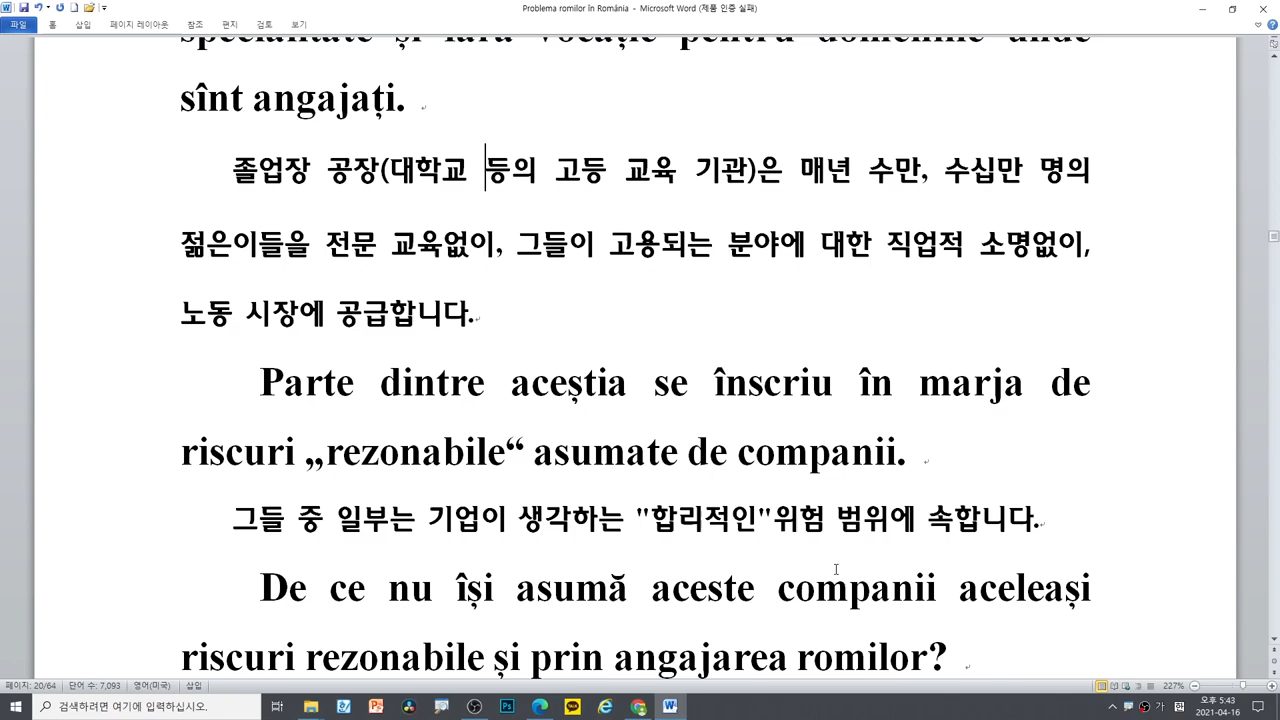 Problema romilor în România - Microsoft Word (제품 인증 실패)
파일 홈 삽입 페이지 레이아웃 참조 편지 검토 보기
specialitate și fără vocație pentru domeniile unde
sînt angajați.
졸업장 공장(대학교 등의 고등 교육 기관)은 매년 수만, 수십만 명의
젊은이들을 전문 교육없이, 그들이 고용되는 분야에 대한 직업적 소명없이,
노동 시장에 공급합니다.
Parte dintre aceștia se înscriu în marja de
riscuri „rezonabile“ asumate de companii.
그들 중 일부는 기업이 생각하는 "합리적인"위험 범위에 속합니다.
De ce nu își asumă aceste companii aceleași
riscuri rezonabile și prin angajarea romilor?
페이지: 20/64 단어 수: 7,093 영어(미국) 삽입 227%
검색하려면 여기에 입력하십시오. 가 오후 5:43
2021-04-16